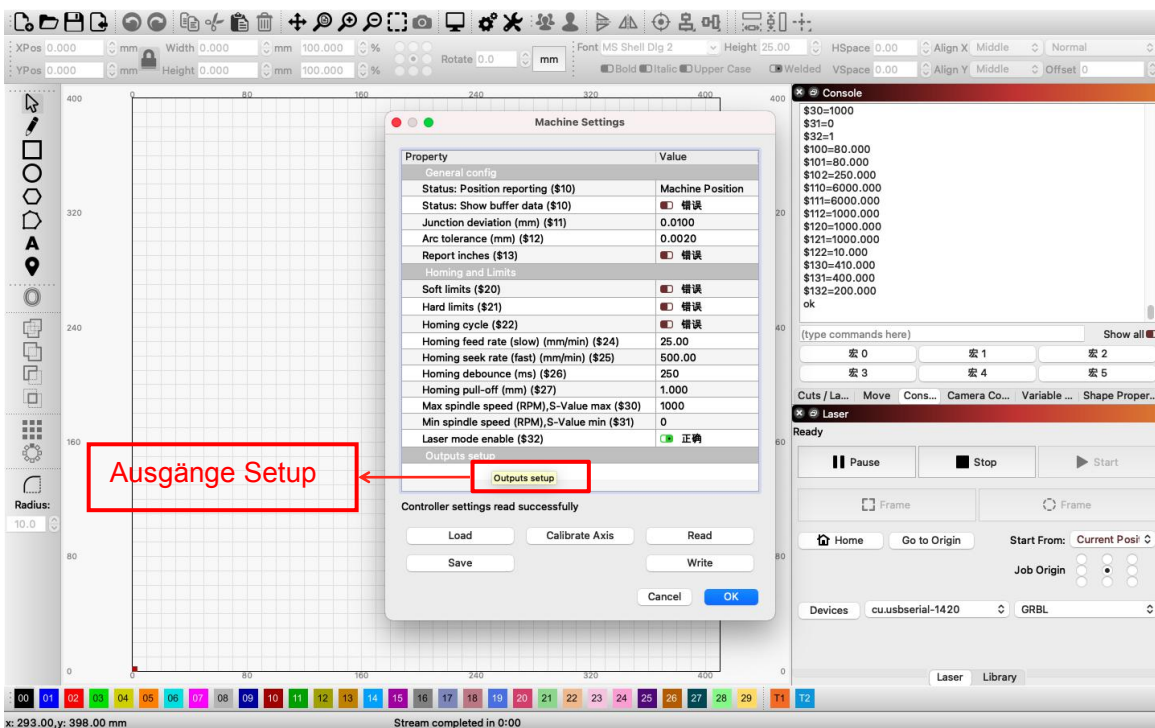 XPos 0.000 mm Width 0.000 mm 100.000 % Rotate 0.0 mm Font MS Shell Dlg 2 Height 25.00 HSpace 0.00 Align X Middle Normal
YPos 0.000 mm Height 0.000 mm 100.000 % Bold Italic Upper Case Welded VSpace 0.00 Align Y Middle Offset 0
400 0 80 160 240 320 400 400
320
240
160
80
0
0 80 160 240 320 400 0
20
40
60
80
Radius:
10.0
Machine Settings
Property Value
General config
Status: Position reporting ($10) Machine Position
Status: Show buffer data ($10) 错误
Junction deviation (mm) ($11) 0.0100
Arc tolerance (mm) ($12) 0.0020
Report inches ($13) 错误
Homing and Limits
Soft limits ($20) 错误
Hard limits ($21) 错误
Homing cycle ($22) 错误
Homing feed rate (slow) (mm/min) ($24) 25.00
Homing seek rate (fast) (mm/min) ($25) 500.00
Homing debounce (ms) ($26) 250
Homing pull-off (mm) ($27) 1.000
Max spindle speed (RPM),S-Value max ($30) 1000
Min spindle speed (RPM),S-Value min ($31) 0
Laser mode enable ($32) 正确
Outputs setup
Outputs setup
Ausgänge Setup
Controller settings read successfully
Load Calibrate Axis Read
Save Write
Cancel OK
Console
$30=1000
$31=0
$32=1
$100=80.000
$101=80.000
$102=250.000
$110=6000.000
$111=6000.000
$112=1000.000
$120=1000.000
$121=1000.000
$122=10.000
$130=410.000
$131=400.000
$132=200.000
ok
(type commands here) Show all
宏 0 宏 1 宏 2
宏 3 宏 4 宏 5
Cuts / La... Move Cons... Camera Co... Variable ... Shape Proper...
Laser
Ready
Pause Stop Start
Frame Frame
Home Go to Origin Start From: Current Posit
Job Origin
Devices cu.usbserial-1420 GRBL
Laser Library
00 01 02 03 04 05 06 07 08 09 10 11 12 13 14 15 16 17 18 19 20 21 22 23 24 25 26 27 28 29 T1 T2
x: 293.00,y: 398.00 mm Stream completed in 0:00